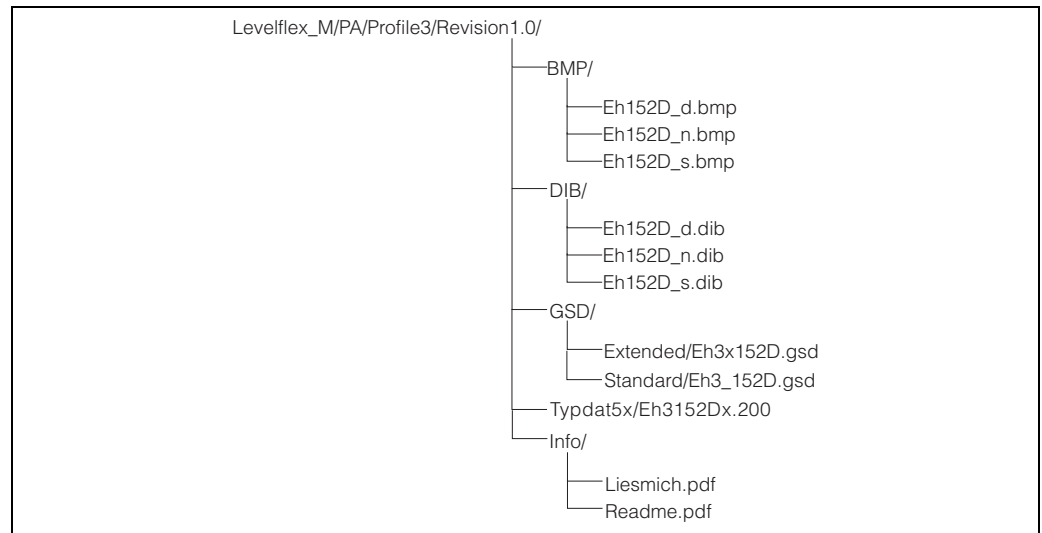 Levelflex_M/PA/Profile3/Revision1.0/
BMP/
Eh152D_d.bmp
Eh152D_n.bmp
Eh152D_s.bmp
DIB/
Eh152D_d.dib
Eh152D_n.dib
Eh152D_s.dib
GSD/
Extended/Eh3x152D.gsd
Standard/Eh3_152D.gsd
Typdat5x/Eh3152Dx.200
Info/
Liesmich.pdf
Readme.pdf